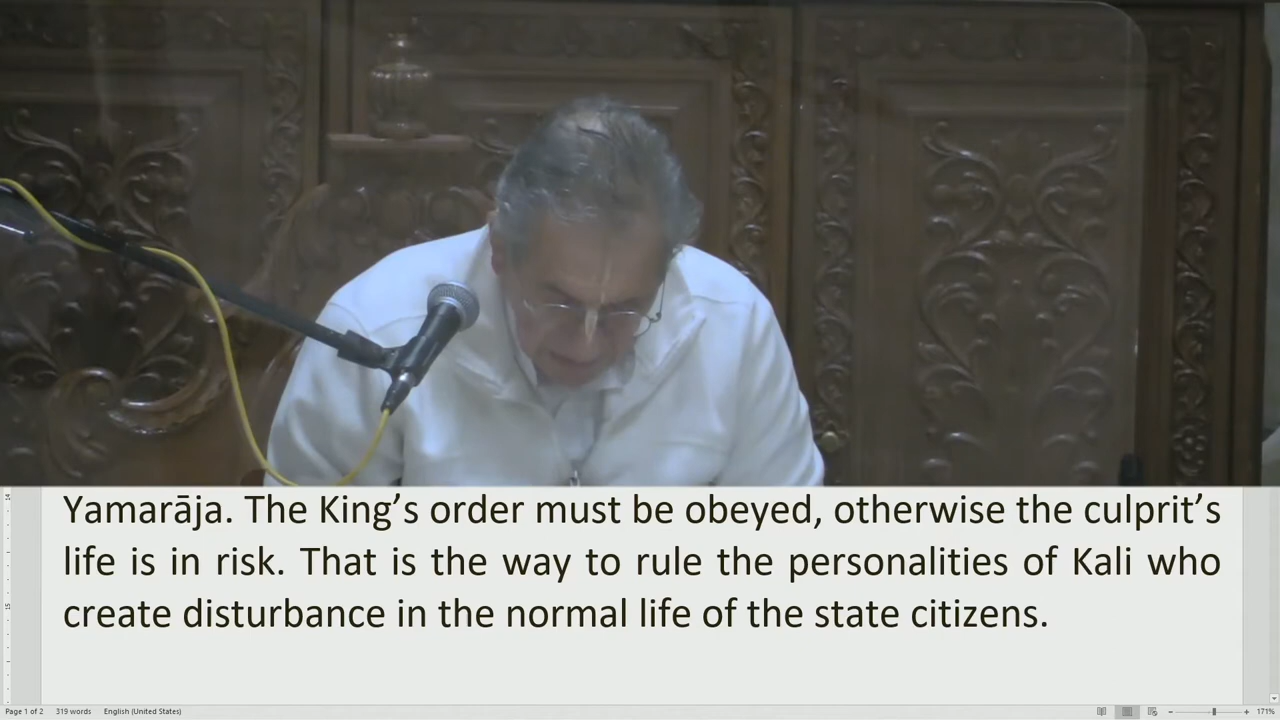 Yamarāja. The King’s order must be obeyed, otherwise the culprit’s
life is in risk. That is the way to rule the personalities of Kali who
create disturbance in the normal life of the state citizens.
14
15
Page 1 of 2 319 words English (United States) 171%